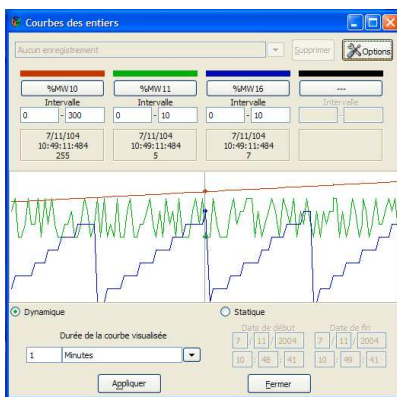 Courbes des entiers
Aucun enregistrement Supprimer Options
%MW10 %MW11 %MW16 ---
Intervalle Intervalle Intervalle Intervalle
0 - 300 0 - 10 0 - 10 -
7/11/104 7/11/104 7/11/104
10:49:11:484 10:49:11:484 10:49:11:484
255 5 7
Dynamique Statique
Durée de la courbe visualisée Date de début Date de fin
1 Minutes 7 / 11 / 2004 7 / 11 / 2004
10 : 48 : 41 10 : 49 : 41
Appliquer Fermer